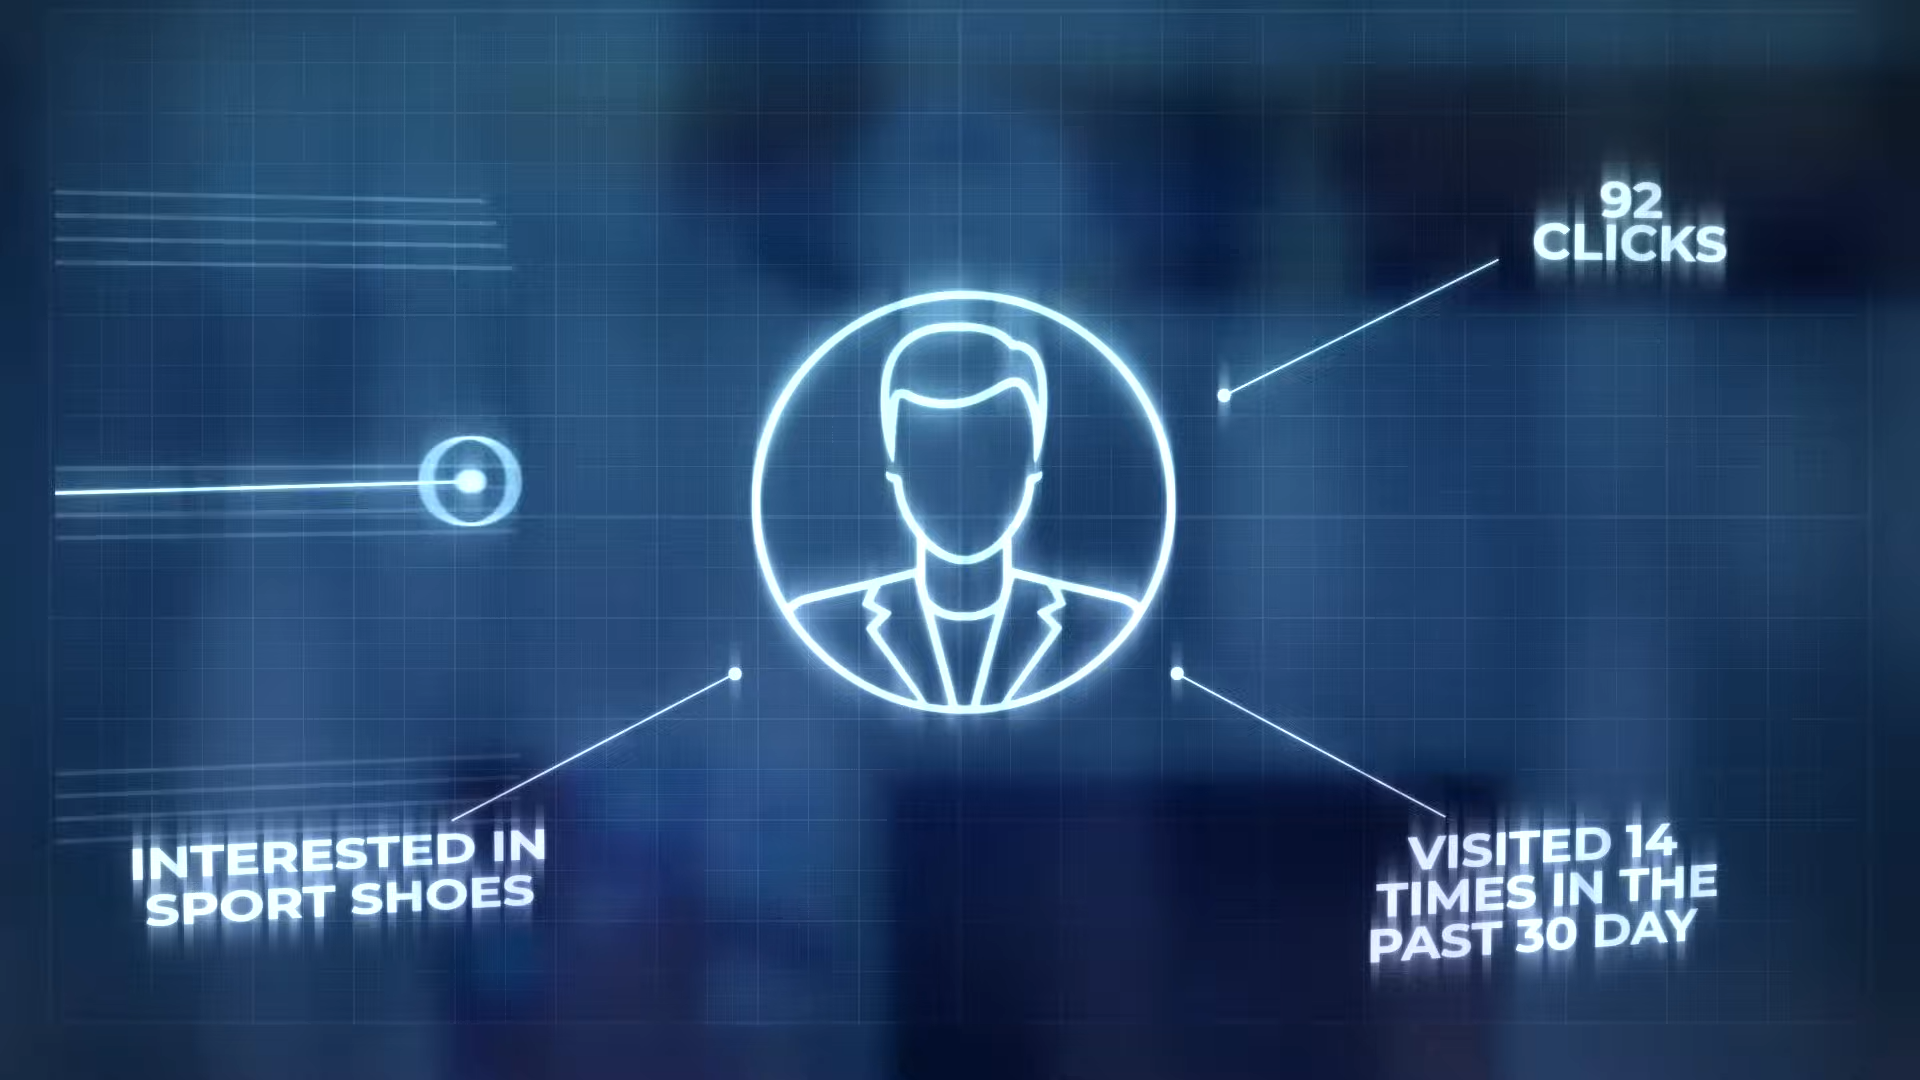 92
CLICKS
INTERESTED IN
SPORT SHOES
VISITED 14
TIMES IN THE
PAST 30 DAY